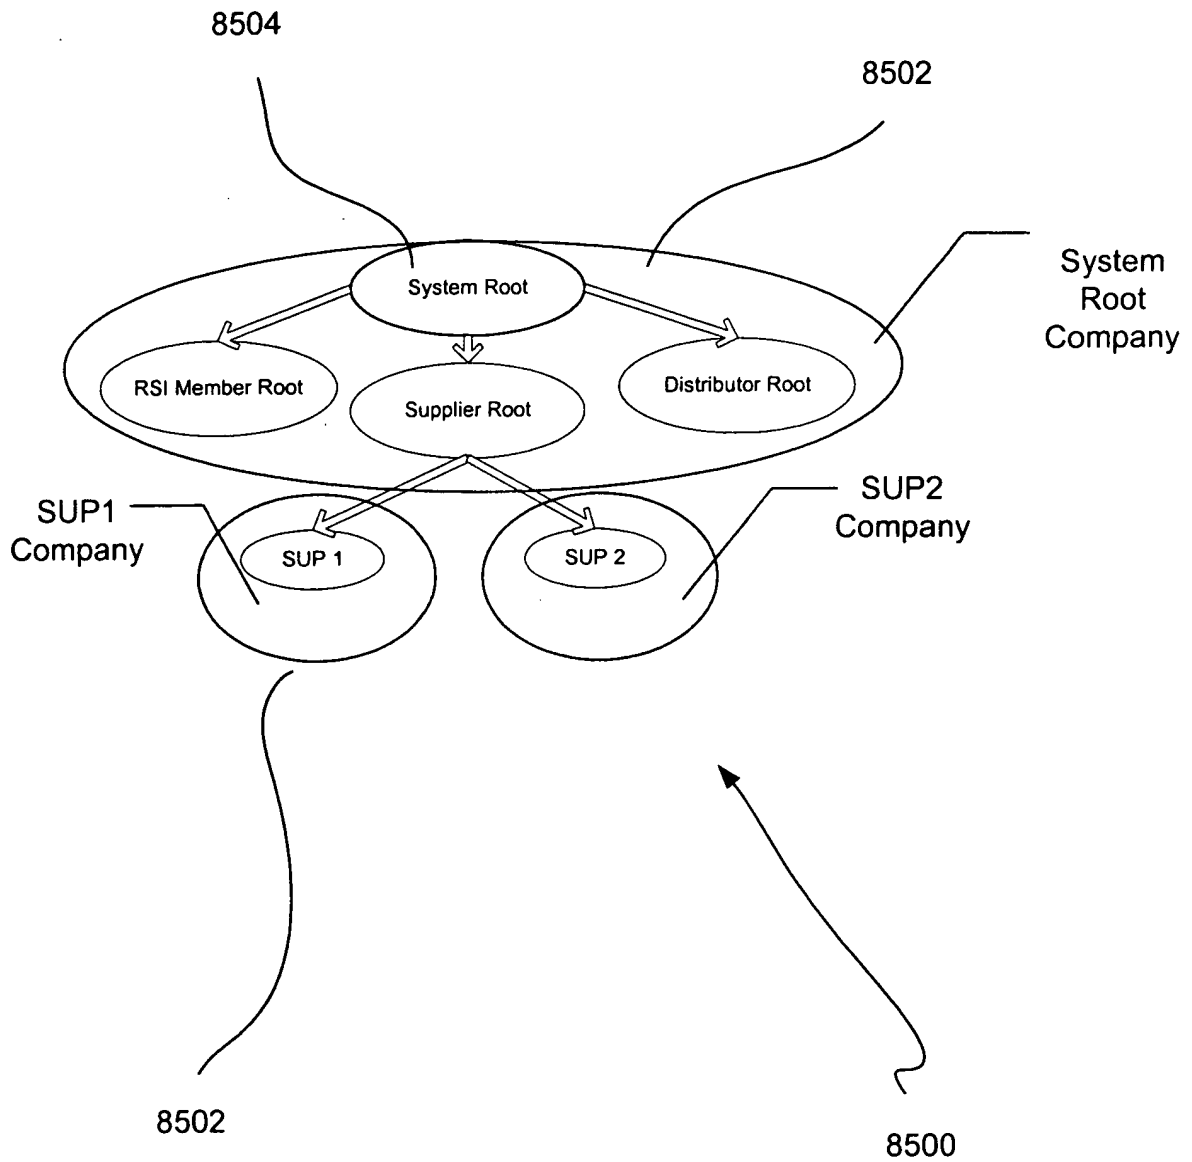 8504
8502
System
Root
Company
System Root
RSI Member Root
Supplier Root
Distributor Root
SUP1
Company
SUP2
Company
SUP 1
SUP 2
8502
8500